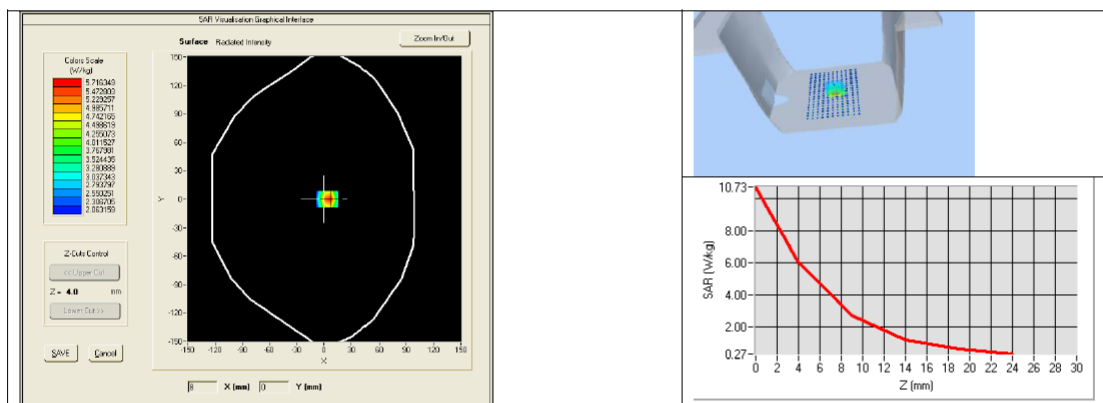 SAR Visualisation Graphical Interface
Surface Radiated Intensity
Zoom In/Out
Colors Scale
(W/kg)
5.716349
5.472803
5.229257
4.985711
4.742165
4.498619
4.255073
4.011527
3.767981
3.524435
3.280889
3.037343
2.793797
2.550251
2.306705
2.063159
Z-Cuts Control
<< Upper Cut
Z = 4.0 mm
Lower Cut >>
SAVE Cancel
150
120
90
60
30
0
-30
-60
-90
-120
-150
Y
-150 -120 -90 -60 -30 0 30 60 90 120 150
X
8 X (mm) 0 Y (mm)
10.73
8.00
6.00
4.00
2.00
0.27
SAR (W/kg)
0 2 4 6 8 10 12 14 16 18 20 22 24 26 28 30
Z (mm)